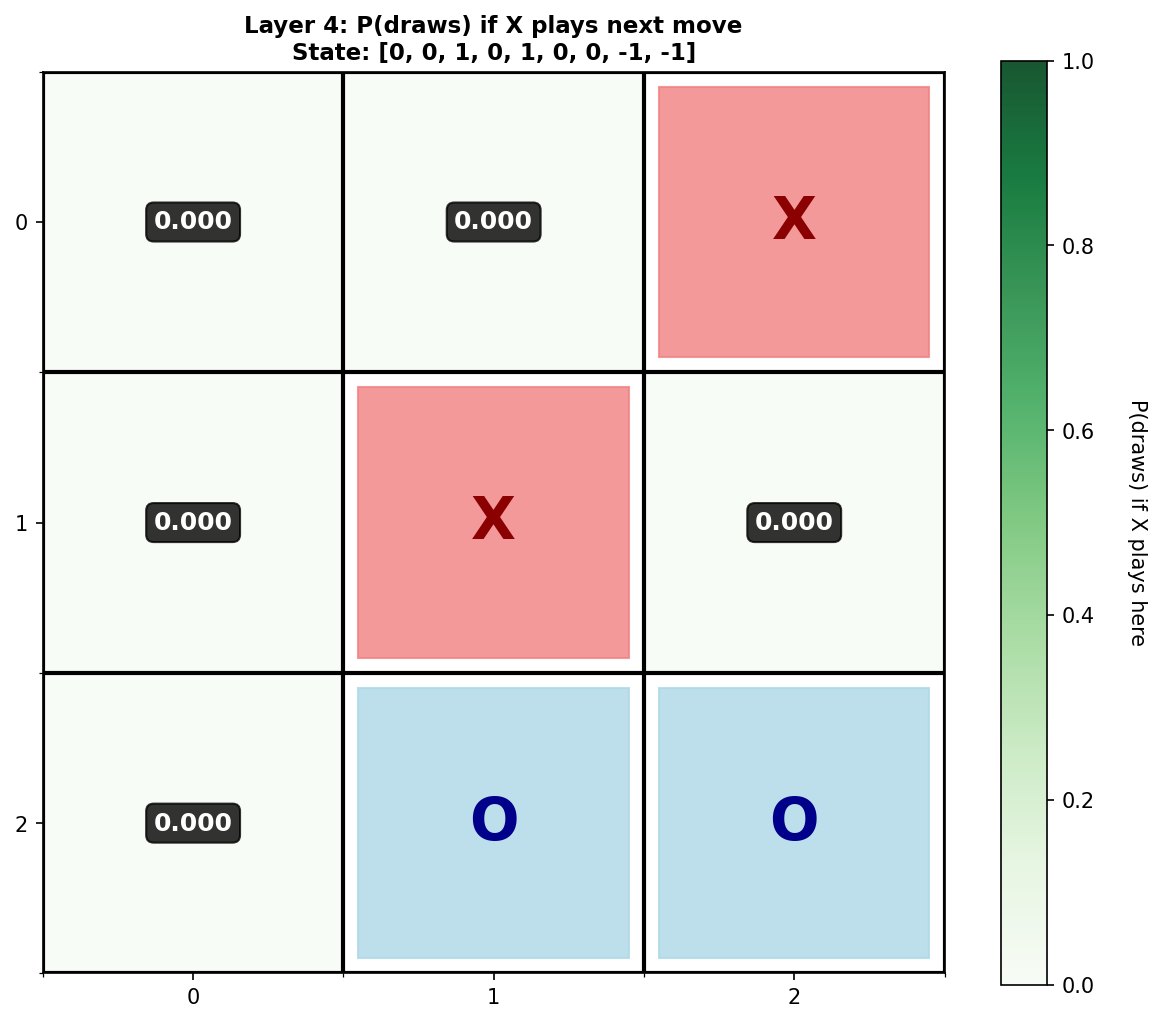 Layer 4: P(draws) if X plays next move
State: [0, 0, 1, 0, 1, 0, 0, -1, -1]
0
0.000
0.000
X
1
0.000
X
0.000
2
0.000
O
O
0
1
2
1.0
0.8
0.6
0.4
0.2
0.0
P(draws) if X plays here